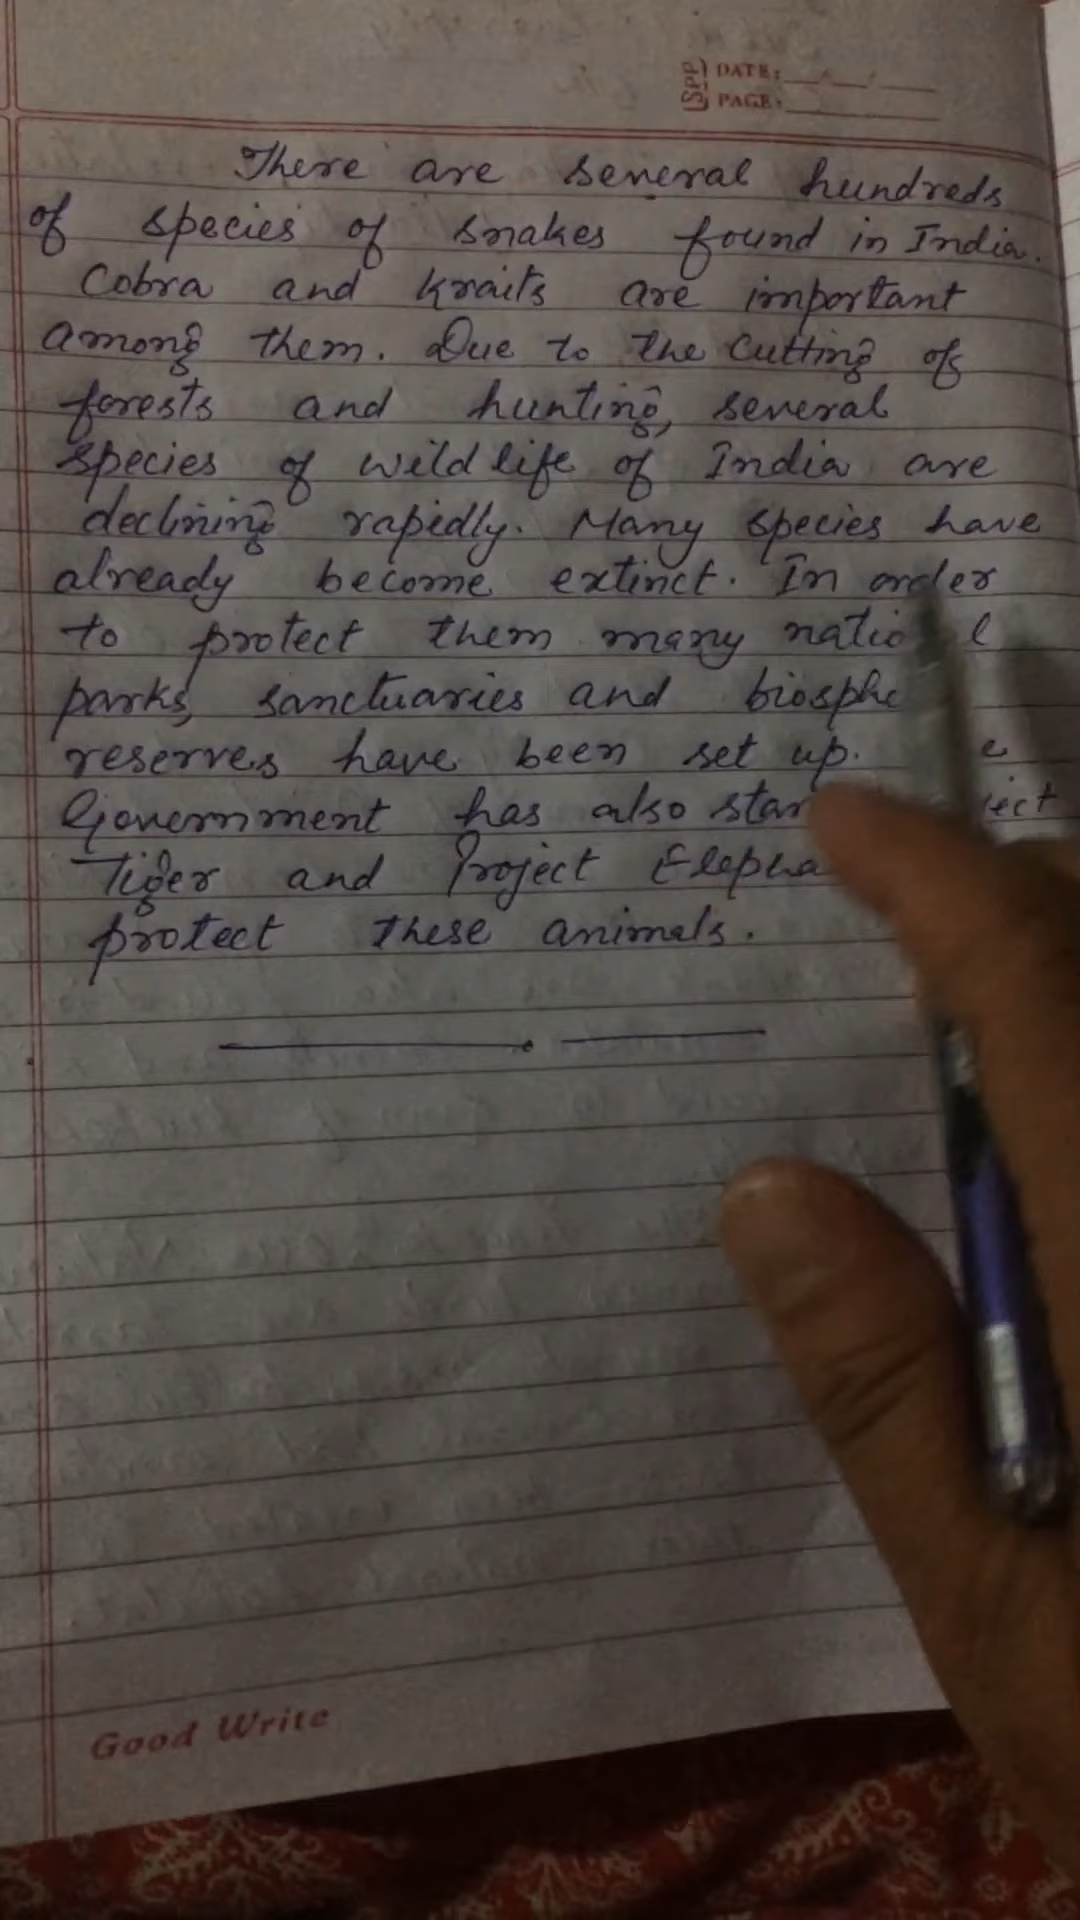 SPP
DATE:
PAGE:
There are several hundreds
of species of snakes found in India.
Cobra and kraits are important
among them. Due to the cutting of
forests and hunting, several
species of wild life of India are
declining rapidly. Many species have
already become extinct. In order
to protect them many
parks, sanctuaries and
reserves have been set up.
Government has also
Tiger and Project
protect these animals.
Good Write